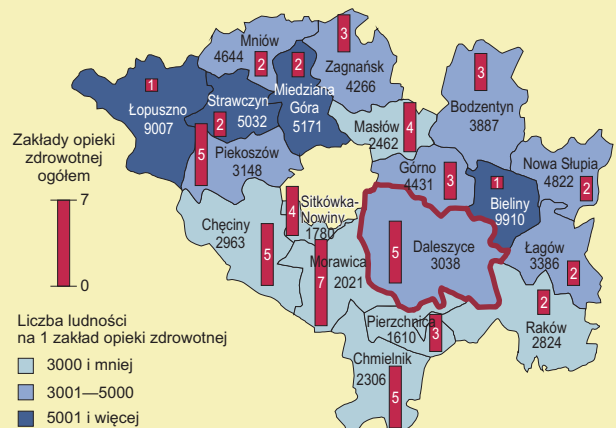 Mniów
4644
2
3
Zagnańsk
4266
2
Miedziana
Góra
5171
1
Łopuszno
9007
Strawczyn
5032
2
5
Piekoszów
3148
3
Bodzentyn
3887
Masłów
2462
4
Górno
4431
3
1
Bieliny
9910
Nowa Słupia
4822
2
Zakłady opieki
zdrowotnej
ogółem
7
0
Chęciny
2963
5
4
Sitkówka-
Nowiny
1780
Morawica
2021
7
5
Daleszyce
3038
Łagów
3386
2
2
Raków
2824
Pierzchnica
1610
3
Chmielnik
2306
5
Liczba ludności
na 1 zakład opieki zdrowotnej
3000 i mniej
3001—5000
5001 i więcej